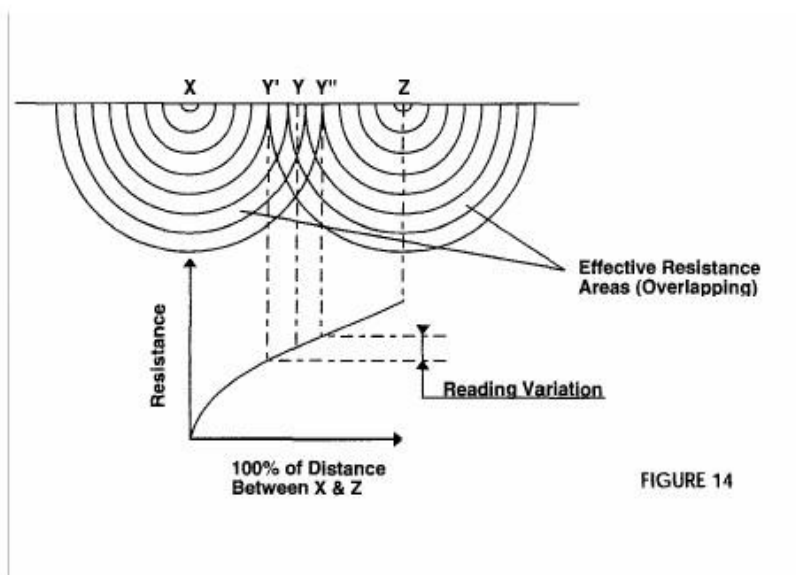 X Y' Y Y" Z
Effective Resistance
Areas (Overlapping)
Resistance
Reading Variation
100% of Distance
Between X & Z
FIGURE 14